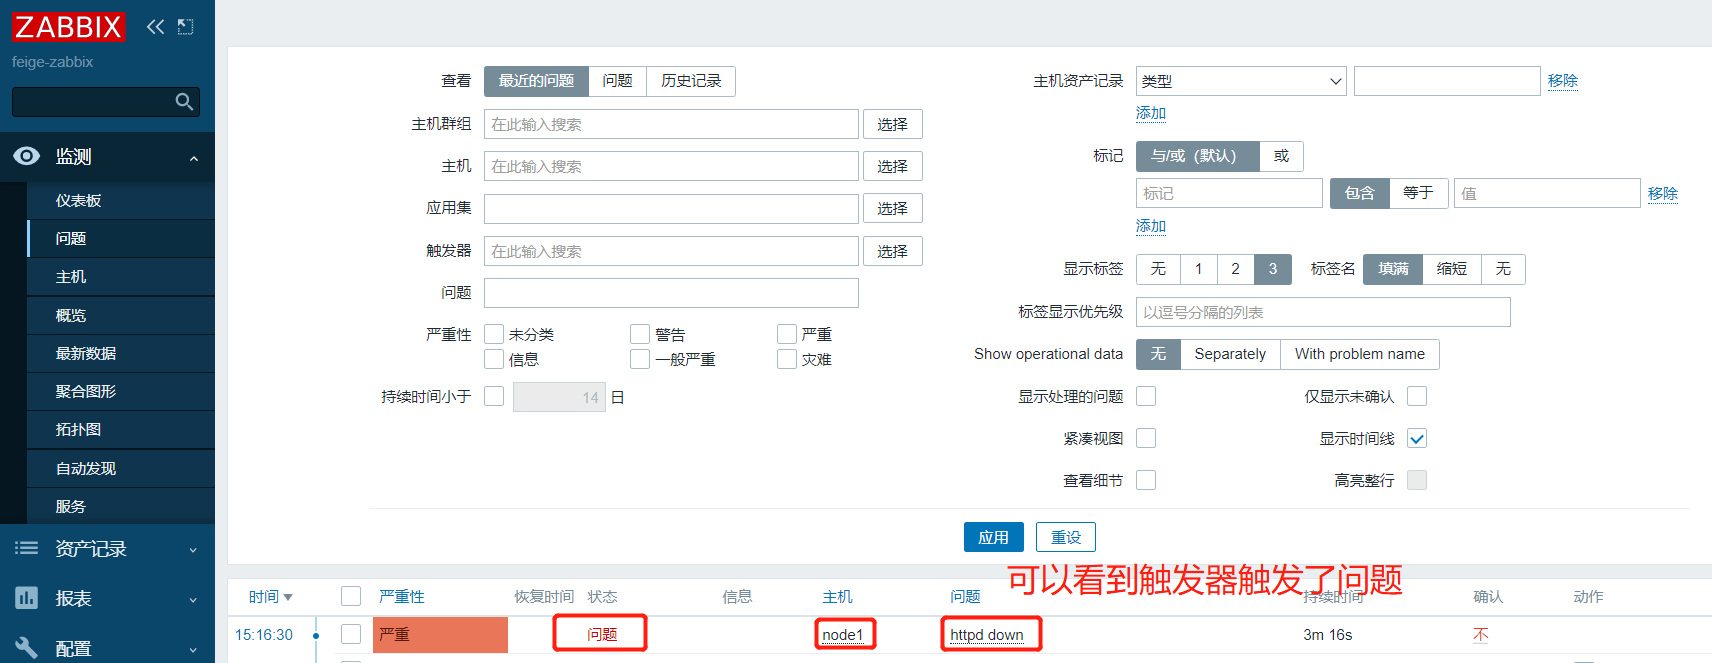 ZABBIX
feige-zabbix
监测
仪表板
问题
主机
概览
最新数据
聚合图形
拓扑图
自动发现
服务
资产记录
报表
配置
查看 最近的问题 问题 历史记录
主机群组 在此输入搜索 选择
主机 在此输入搜索 选择
应用集 选择
触发器 在此输入搜索 选择
问题
严重性 未分类 警告 严重
信息 一般严重 灾难
持续时间小于 14 日
主机资产记录 类型 移除
添加
标记 与/或（默认） 或
标记 包含 等于 值 移除
添加
显示标签 无 1 2 3 标签名 填满 缩短 无
标签显示优先级 以逗号分隔的列表
Show operational data 无 Separately With problem name
显示处理的问题 仅显示未确认
紧凑视图 显示时间线
查看细节 高亮整行
应用 重设
可以看到触发器触发了问题
时间 严重性 恢复时间 状态 信息 主机 问题 持续时间 确认 动作
15:16:30 严重 问题 node1 httpd down 3m 16s 不